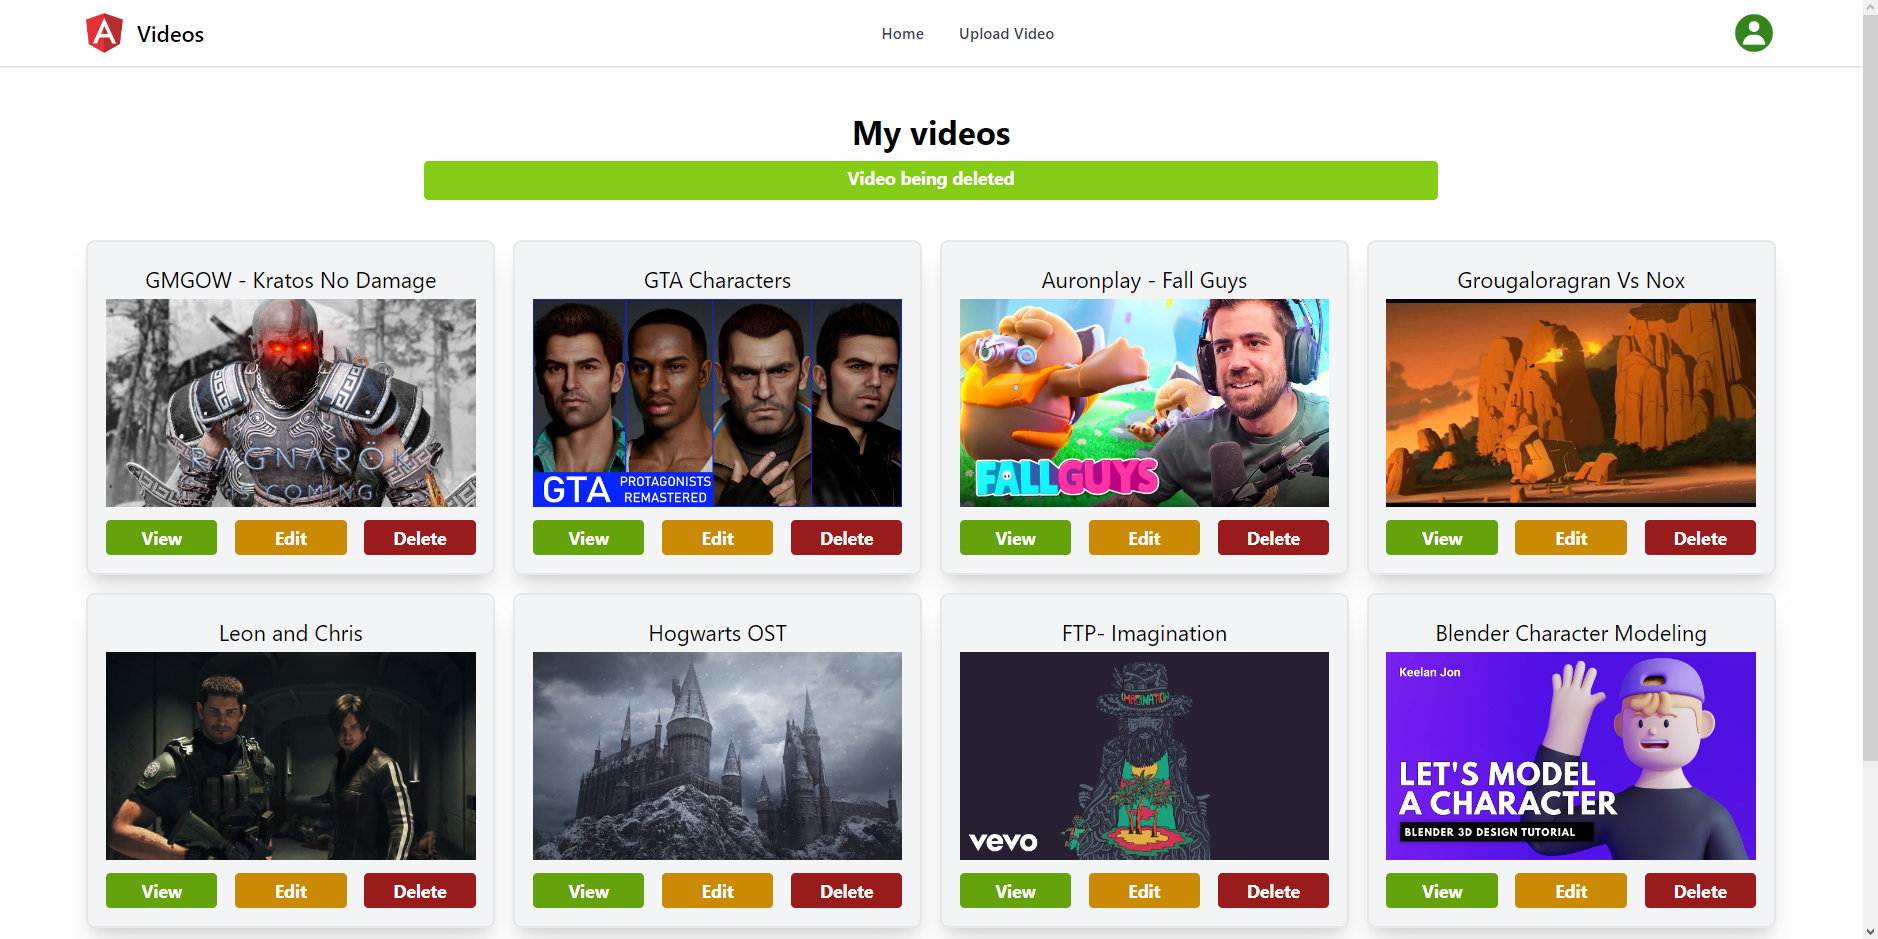 Videos
Home
Upload Video
My videos
Video being deleted
GMGOW - Kratos No Damage
GTA Characters
Auronplay - Fall Guys
Grougaloragran Vs Nox
RAGNARÖK
IS COMING
GTA
PROTAGONISTS
REMASTERED
FALL GUYS
View
Edit
Delete
View
Edit
Delete
View
Edit
Delete
View
Edit
Delete
Leon and Chris
Hogwarts OST
FTP- Imagination
Blender Character Modeling
IMAGINATION
vevo
Keelan Jon
LET'S MODEL
A CHARACTER
BLENDER 3D DESIGN TUTORIAL
View
Edit
Delete
View
Edit
Delete
View
Edit
Delete
View
Edit
Delete